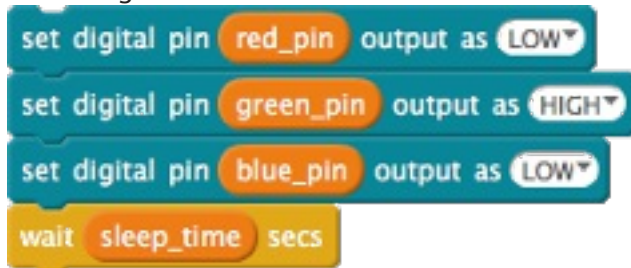 set digital pin red_pin output as LOW
set digital pin green_pin output as HIGH
set digital pin blue_pin output as LOW
wait sleep_time secs